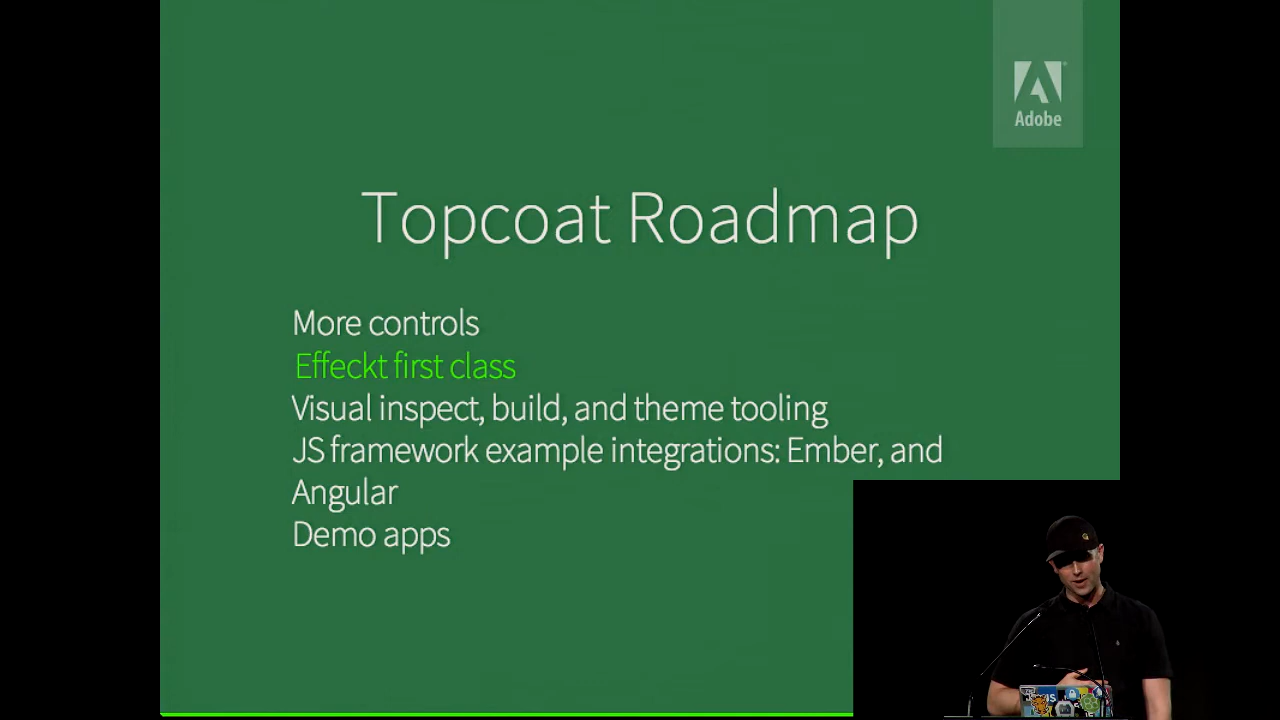 Adobe
Topcoat Roadmap
More controls
Effeckt first class
Visual inspect, build, and theme tooling
JS framework example integrations: Ember, and
Angular
Demo apps